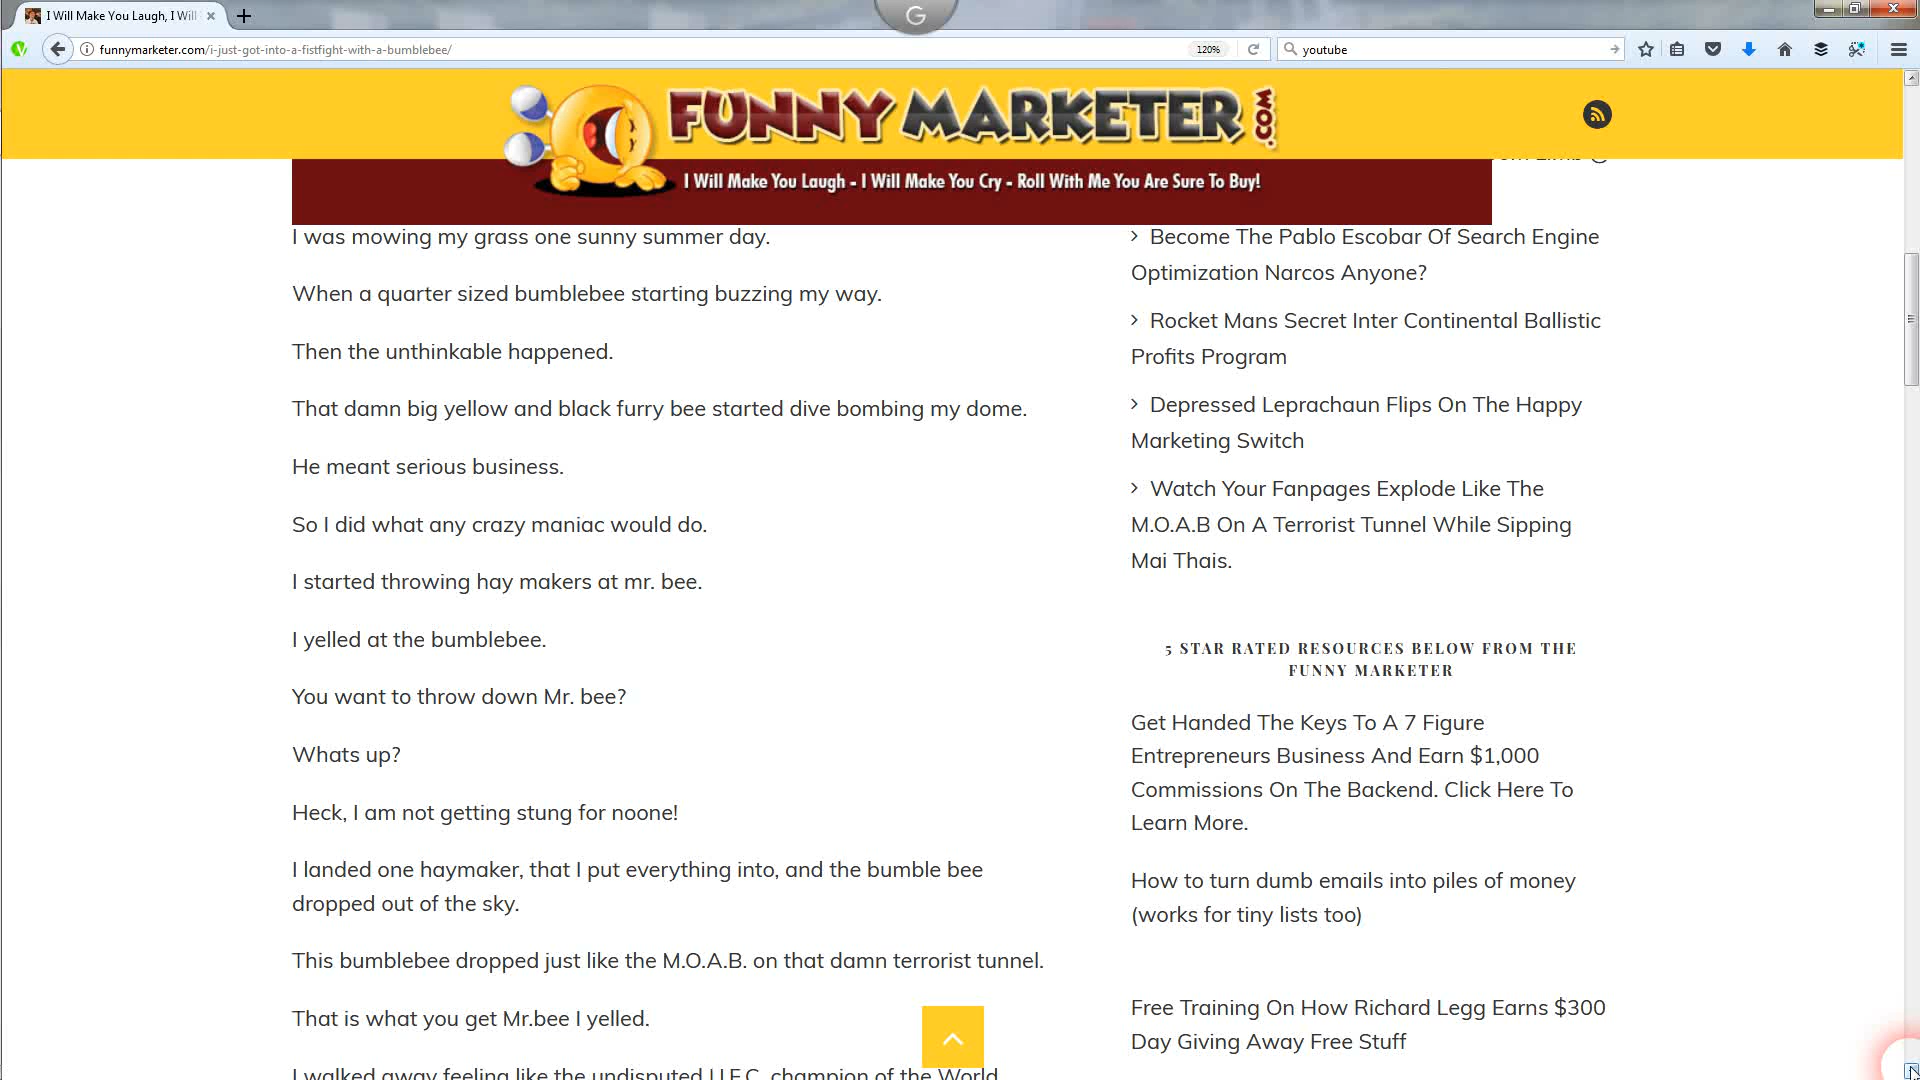 I Will Make You Laugh, I Will
funnymarketer.com/i-just-got-into-a-fistfight-with-a-bumblebee/
120%
youtube
G
FUNNY MARKETER .COM
I Will Make You Laugh - I Will Make You Cry - Roll With Me You Are Sure To Buy!
I was mowing my grass one sunny summer day.
When a quarter sized bumblebee starting buzzing my way.
Then the unthinkable happened.
That damn big yellow and black furry bee started dive bombing my dome.
He meant serious business.
So I did what any crazy maniac would do.
I started throwing hay makers at mr. bee.
I yelled at the bumblebee.
You want to throw down Mr. bee?
Whats up?
Heck, I am not getting stung for noone!
I landed one haymaker, that I put everything into, and the bumble bee
dropped out of the sky.
This bumblebee dropped just like the M.O.A.B. on that damn terrorist tunnel.
That is what you get Mr.bee I yelled.
I walked away feeling like the undisputed U.F.C. champion of the World
Become The Pablo Escobar Of Search Engine
Optimization Narcos Anyone?
Rocket Mans Secret Inter Continental Ballistic
Profits Program
Depressed Leprachaun Flips On The Happy
Marketing Switch
Watch Your Fanpages Explode Like The
M.O.A.B On A Terrorist Tunnel While Sipping
Mai Thais.
5 STAR RATED RESOURCES BELOW FROM THE
FUNNY MARKETER
Get Handed The Keys To A 7 Figure
Entrepreneurs Business And Earn $1,000
Commissions On The Backend. Click Here To
Learn More.
How to turn dumb emails into piles of money
(works for tiny lists too)
Free Training On How Richard Legg Earns $300
Day Giving Away Free Stuff